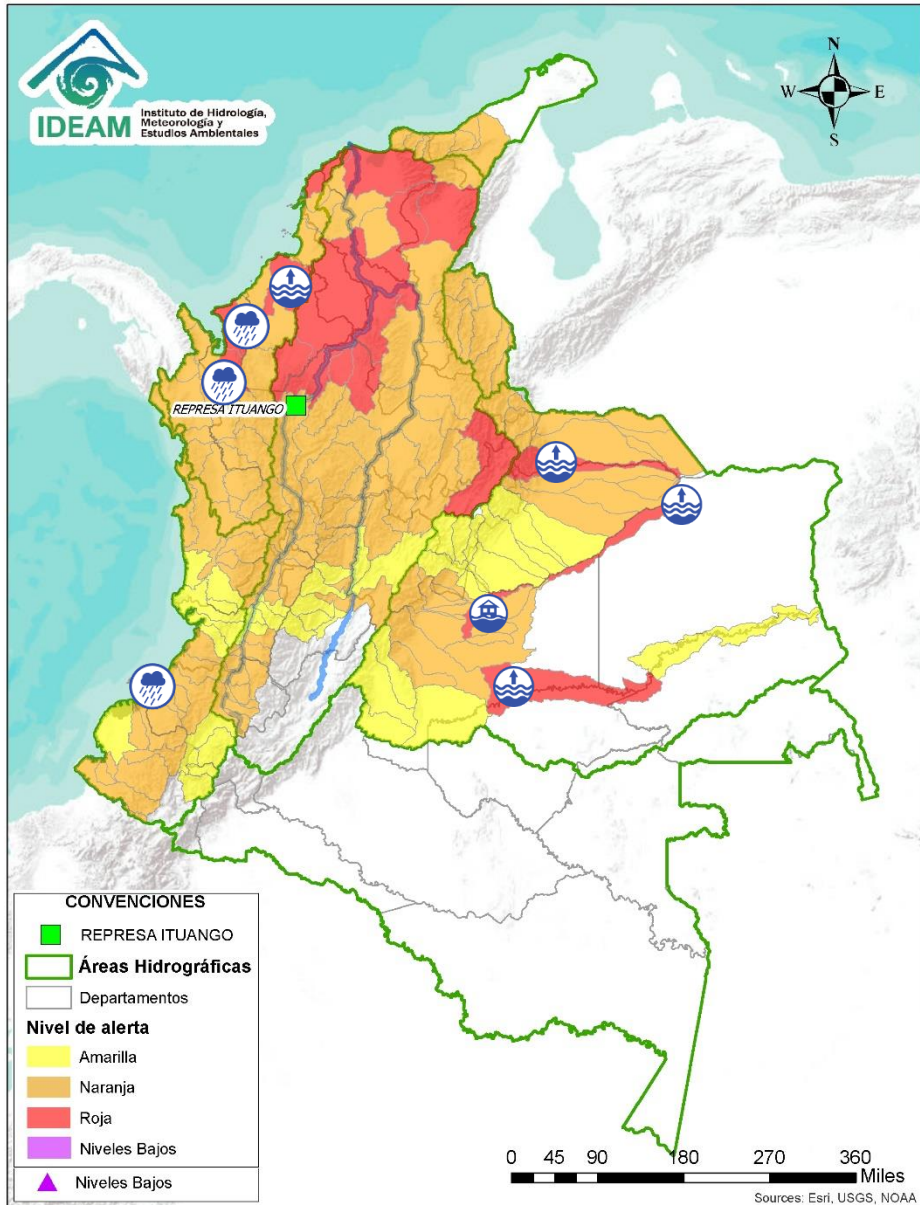 IDEAM
Instituto de Hidrología,
Meteorología y
Estudios Ambientales
N
W
E
S
REPRESA ITUANGO
CONVENCIONES
REPRESA ITUANGO
Áreas Hidrográficas
Departamentos
Nivel de alerta
Amarilla
Naranja
Roja
Niveles Bajos
Niveles Bajos
0 45 90 180 270 360
Miles
Sources: Esri, USGS, NOAA